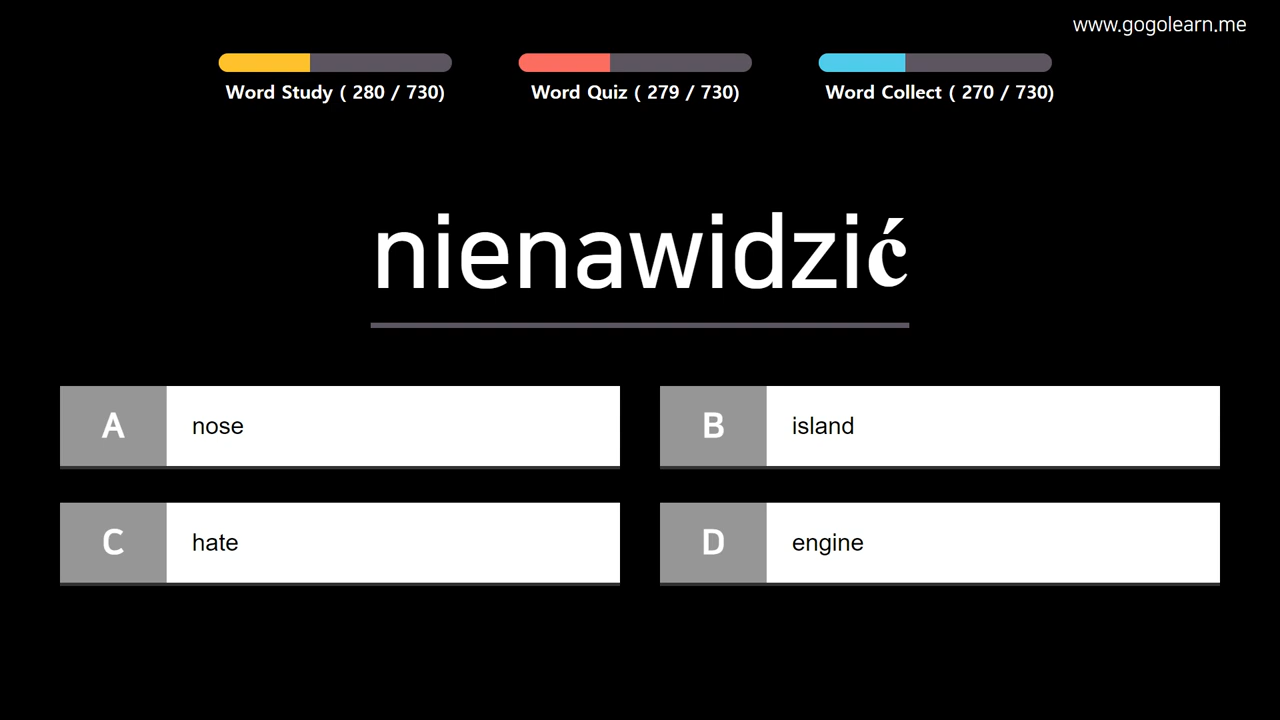 www.gogolearn.me
Word Study ( 280 / 730)
Word Quiz ( 279 / 730)
Word Collect ( 270 / 730)
nienawidzić
A nose
B island
C hate
D engine